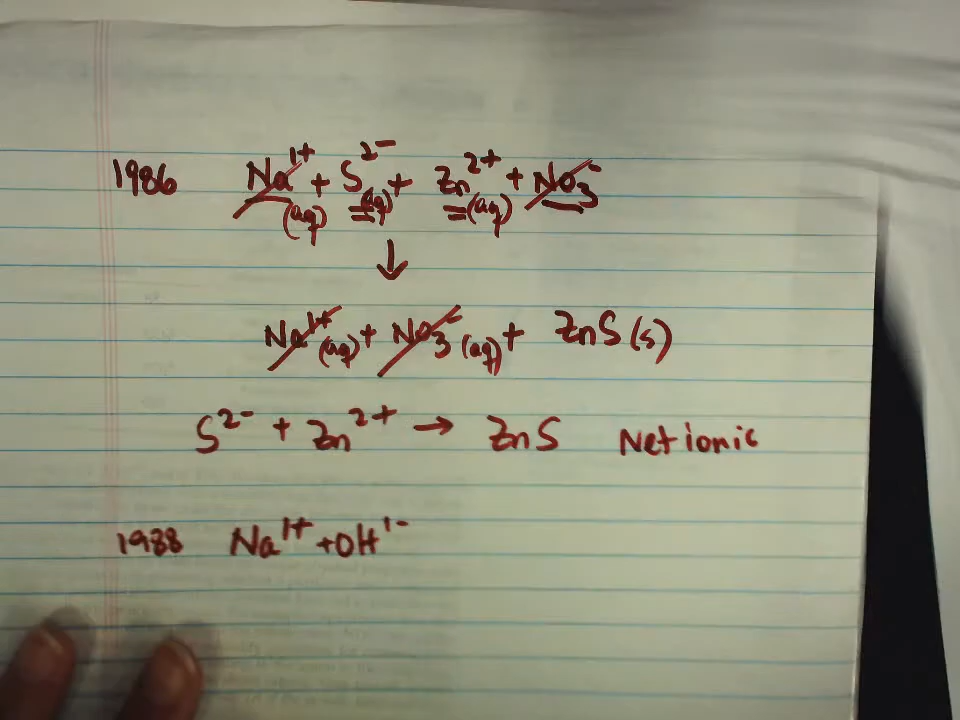 1986 Na¹⁺(aq) + S²⁻(aq) + Zn²⁺(aq) + NO₃⁻
↓
Na¹⁺(aq) + NO₃⁻(aq) + ZnS(s)
S²⁻ + Zn²⁺ → ZnS Net ionic
1988 Na¹⁺ + OH¹⁻